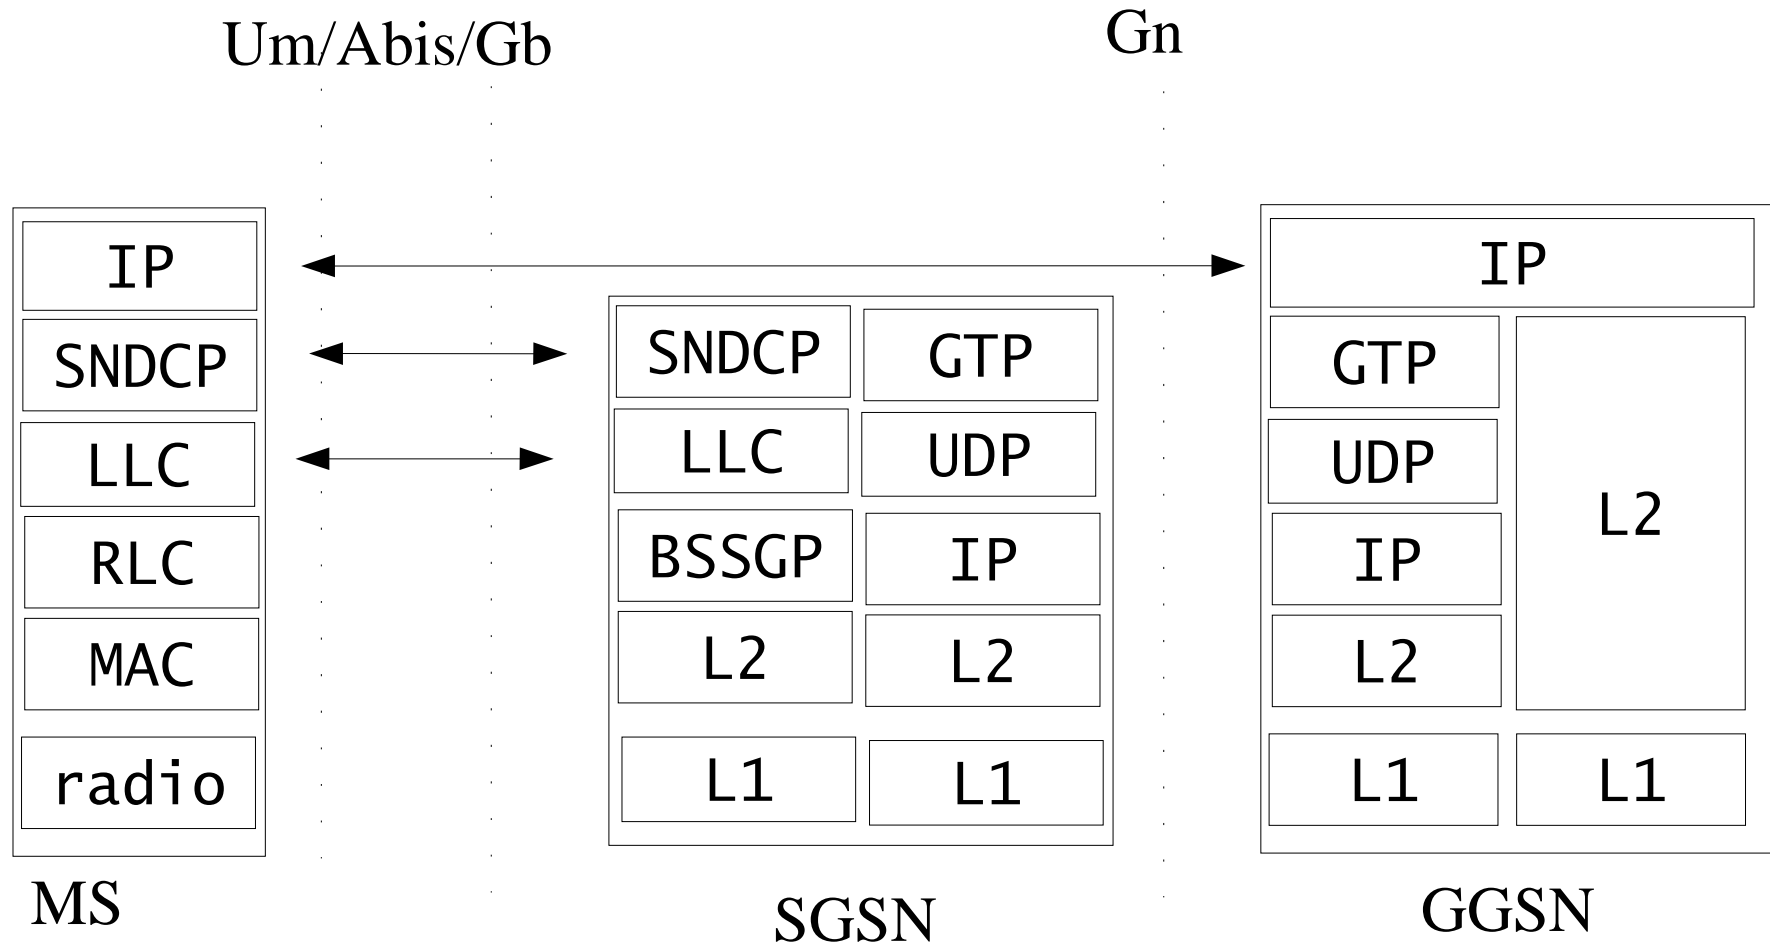 Um/Abis/Gb
Gn
IP
SNDCP
LLC
RLC
MAC
radio
MS
SNDCP
GTP
LLC
UDP
BSSGP
IP
L2
L2
L1
L1
SGSN
IP
GTP
UDP
IP
L2
L2
L1
L1
GGSN